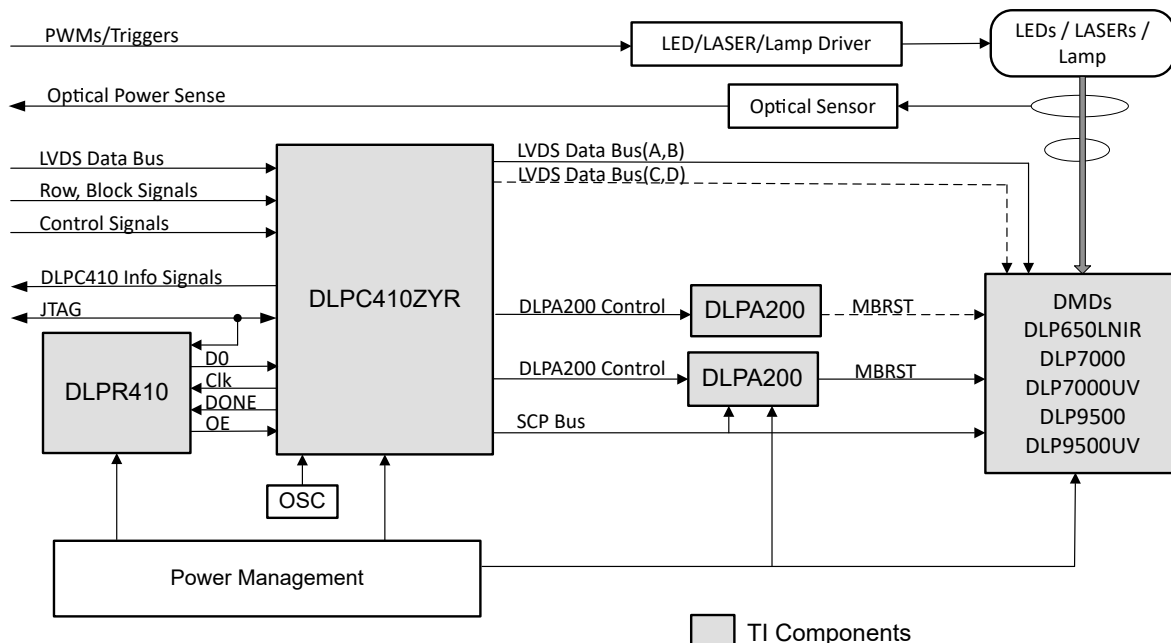 PWMs/Triggers
LED/LASER/Lamp Driver
LEDs / LASERs /
Lamp
Optical Power Sense
Optical Sensor
LVDS Data Bus
Row, Block Signals
Control Signals
DLPC410 Info Signals
JTAG
DLPR410
D0
Clk
DONE
OE
DLPC410ZYR
OSC
LVDS Data Bus(A,B)
LVDS Data Bus(C,D)
DLPA200 Control
DLPA200
MBRST
DLPA200 Control
DLPA200
MBRST
SCP Bus
DMDs
DLP650LNIR
DLP7000
DLP7000UV
DLP9500
DLP9500UV
Power Management
TI Components